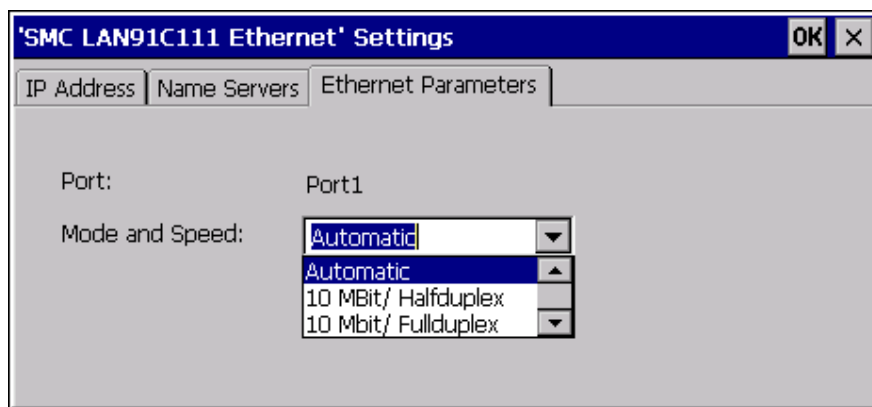 'SMC LAN91C111 Ethernet' Settings OK ×
IP Address Name Servers Ethernet Parameters
Port: Port1
Mode and Speed: Automatic
Automatic
10 MBit/ Halfduplex
10 Mbit/ Fullduplex